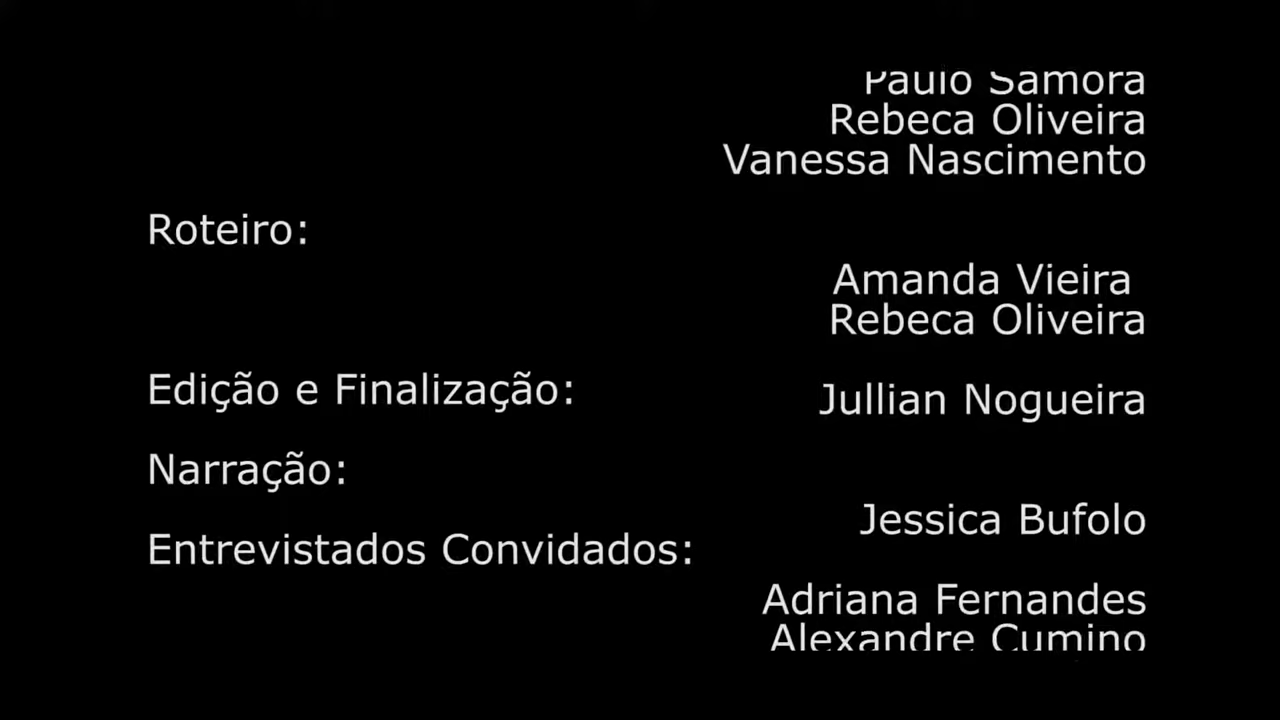 Paulo Samora
Rebeca Oliveira
Vanessa Nascimento
Roteiro:
Amanda Vieira
Rebeca Oliveira
Edição e Finalização:
Jullian Nogueira
Narração:
Jessica Bufolo
Entrevistados Convidados:
Adriana Fernandes
Alexandre Cumino